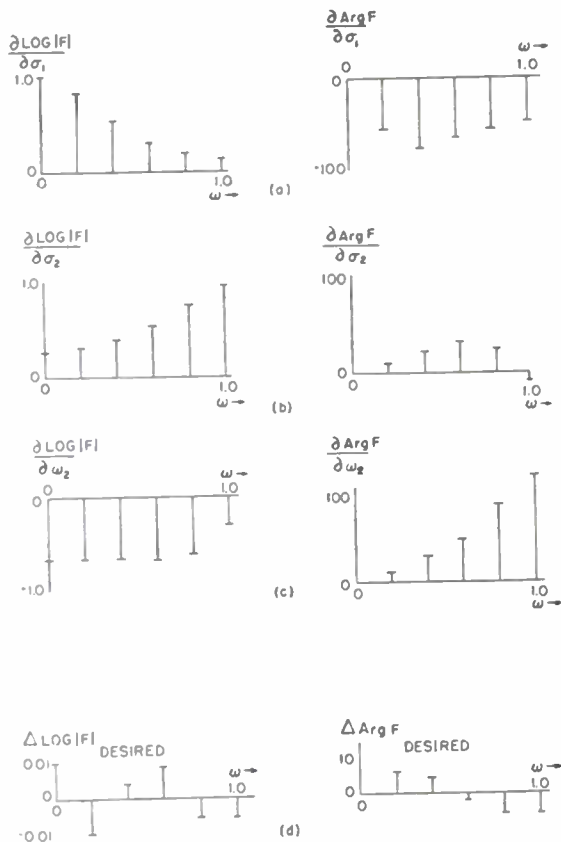 ∂LOG|F|
∂σ₁
1.0
0
0
1.0
ω→
∂ArgF
∂σ₁
ω→
0
1.0
0
-100
(a)
∂LOG|F|
∂σ₂
1.0
0
0
1.0
ω→
∂ArgF
∂σ₂
100
0
0
1.0
ω→
(b)
∂LOG|F|
∂ω₂
0
ω→
1.0
0
-1.0
∂ArgF
∂ω₂
100
0
0
1.0
ω→
(c)
ΔLOG|F|
DESIRED
0.01
ω→
1.0
0
0
-0.01
ΔArgF
DESIRED
10
ω→
1.0
0
0
(d)